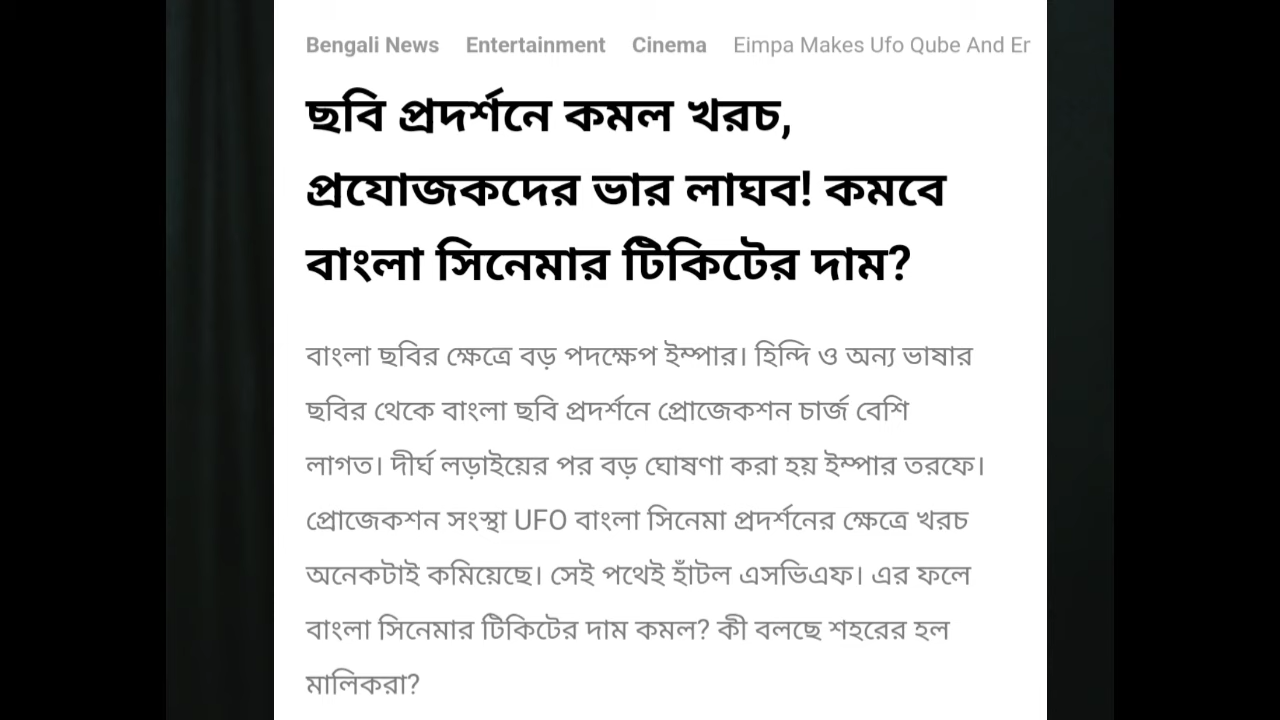 Bengali News Entertainment Cinema Eimpa Makes Ufo Qube And Er
ছবি প্রদর্শনে কমল খরচ,
প্রযোজকদের ভার লাঘব! কমবে
বাংলা সিনেমার টিকিটের দাম?
বাংলা ছবির ক্ষেত্রে বড় পদক্ষেপ ইম্পার। হিন্দি ও অন্য ভাষার
ছবির থেকে বাংলা ছবি প্রদর্শনে প্রোজেকশন চার্জ বেশি
লাগত। দীর্ঘ লড়াইয়ের পর বড় ঘোষণা করা হয় ইম্পার তরফে।
প্রোজেকশন সংস্থা UFO বাংলা সিনেমা প্রদর্শনের ক্ষেত্রে খরচ
অনেকটাই কমিয়েছে। সেই পথেই হাঁটল এসভিএফ। এর ফলে
বাংলা সিনেমার টিকিটের দাম কমল? কী বলছে শহরের হল
মালিকরা?